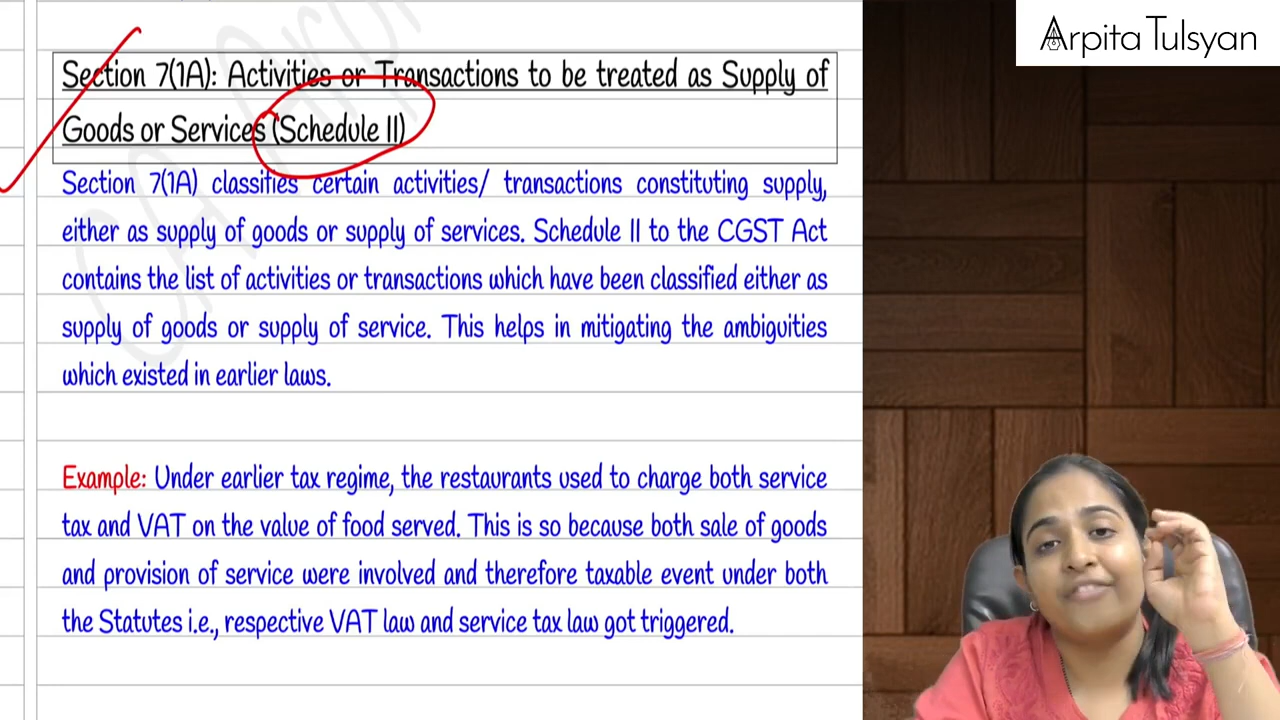 Arpita Tulsyan
Section 7(1A): Activities or Transactions to be treated as Supply of
Goods or Services (Schedule II)
Section 7(1A) classifies certain activities/ transactions constituting supply,
either as supply of goods or supply of services. Schedule II to the CGST Act
contains the list of activities or transactions which have been classified either as
supply of goods or supply of service. This helps in mitigating the ambiguities
which existed in earlier laws.
Example: Under earlier tax regime, the restaurants used to charge both service
tax and VAT on the value of food served. This is so because both sale of goods
and provision of service were involved and therefore taxable event under both
the Statutes i.e., respective VAT law and service tax law got triggered.